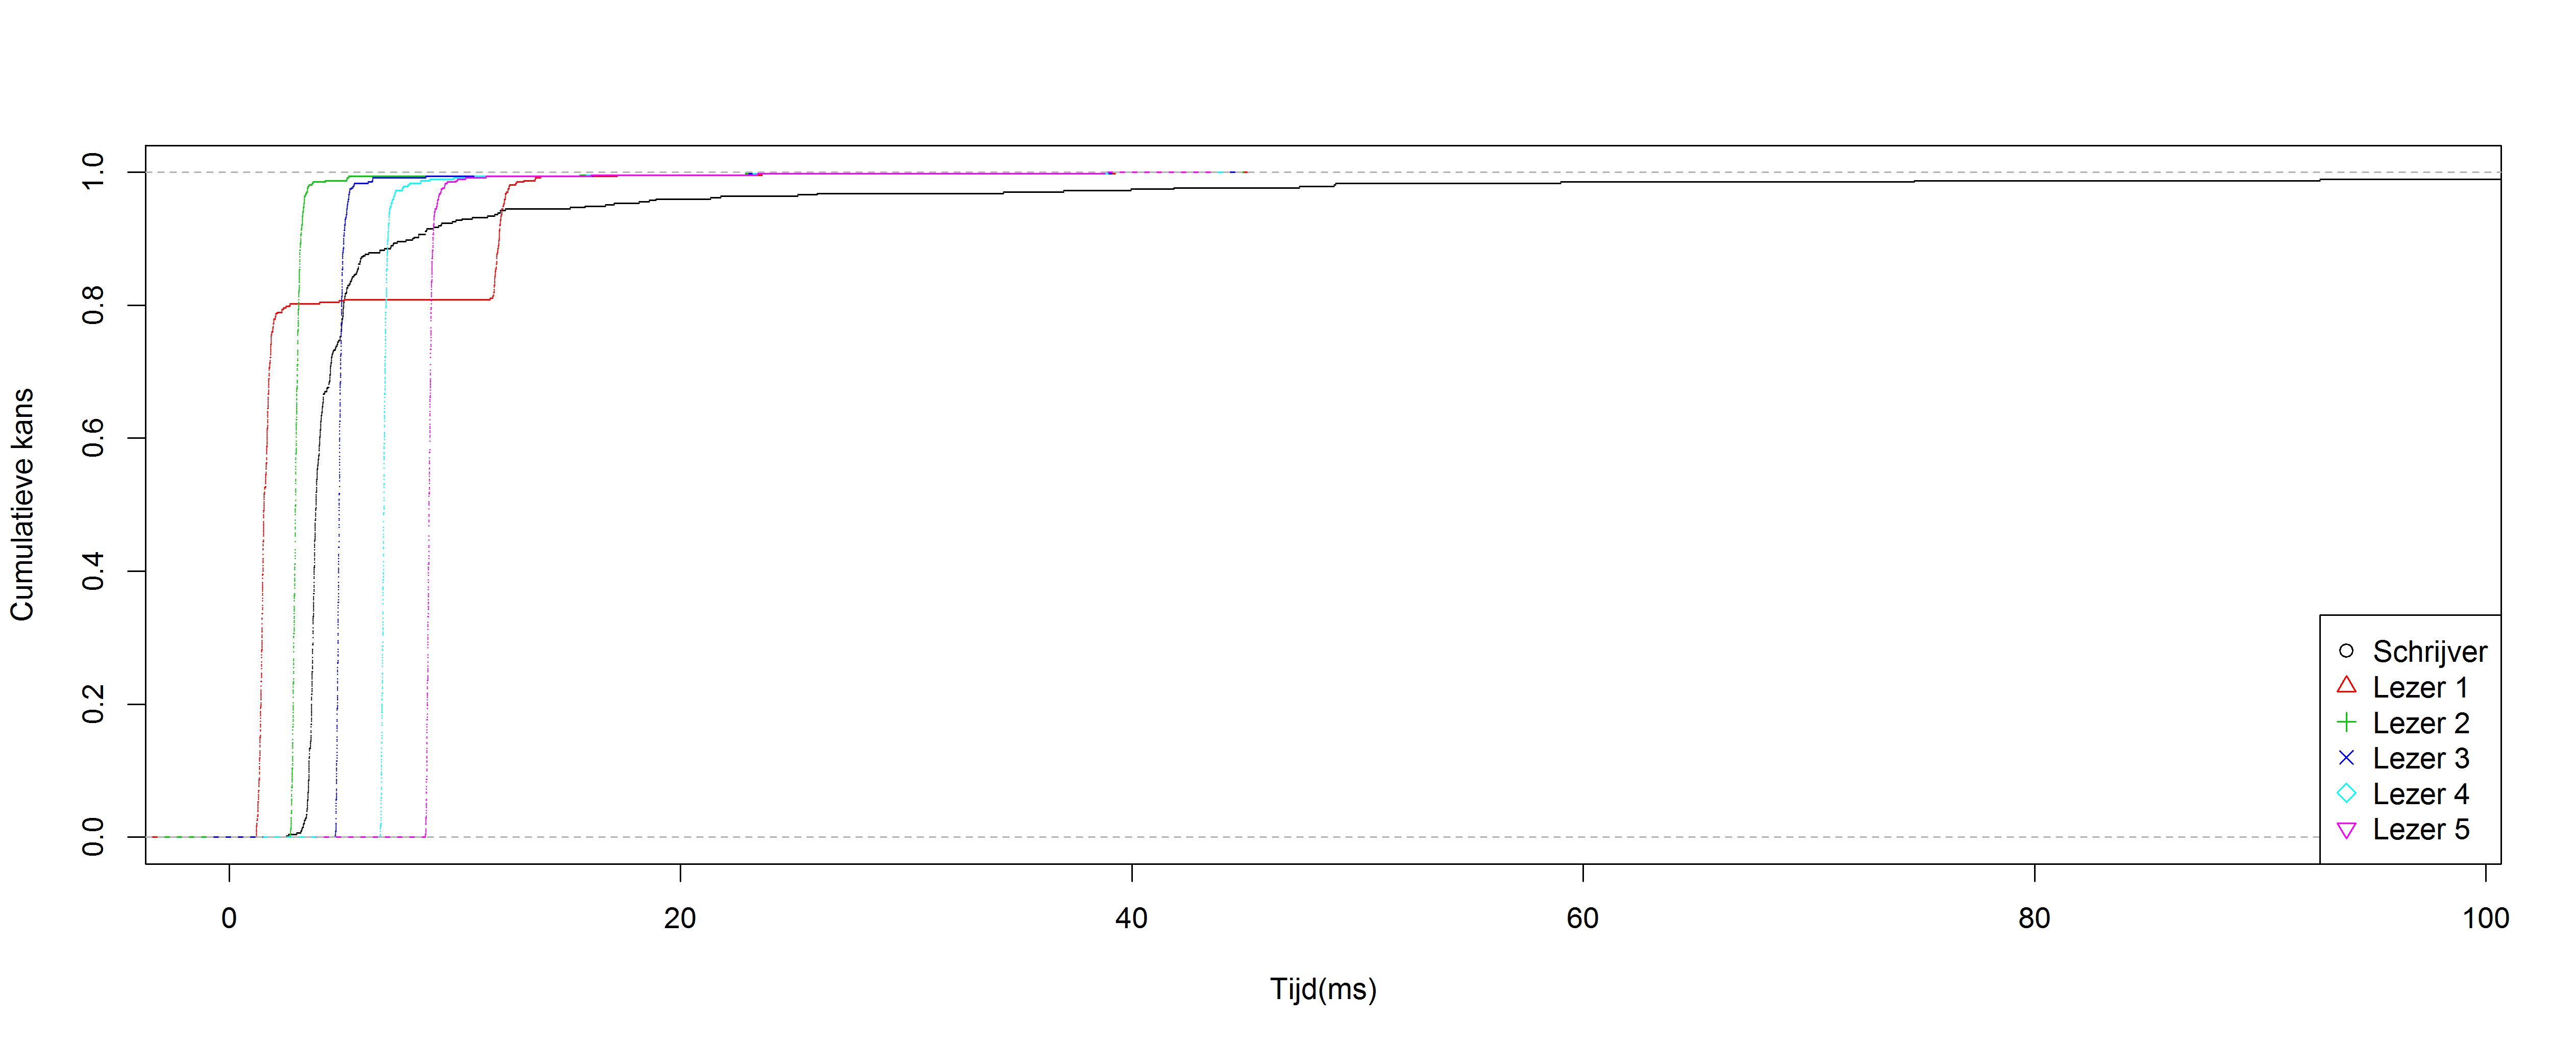 1.0
0.8
0.6
0.4
0.2
0.0
Cumulatieve kans
0 20 40 60 80 100
Tijd(ms)
Schrijver
Lezer 1
Lezer 2
Lezer 3
Lezer 4
Lezer 5